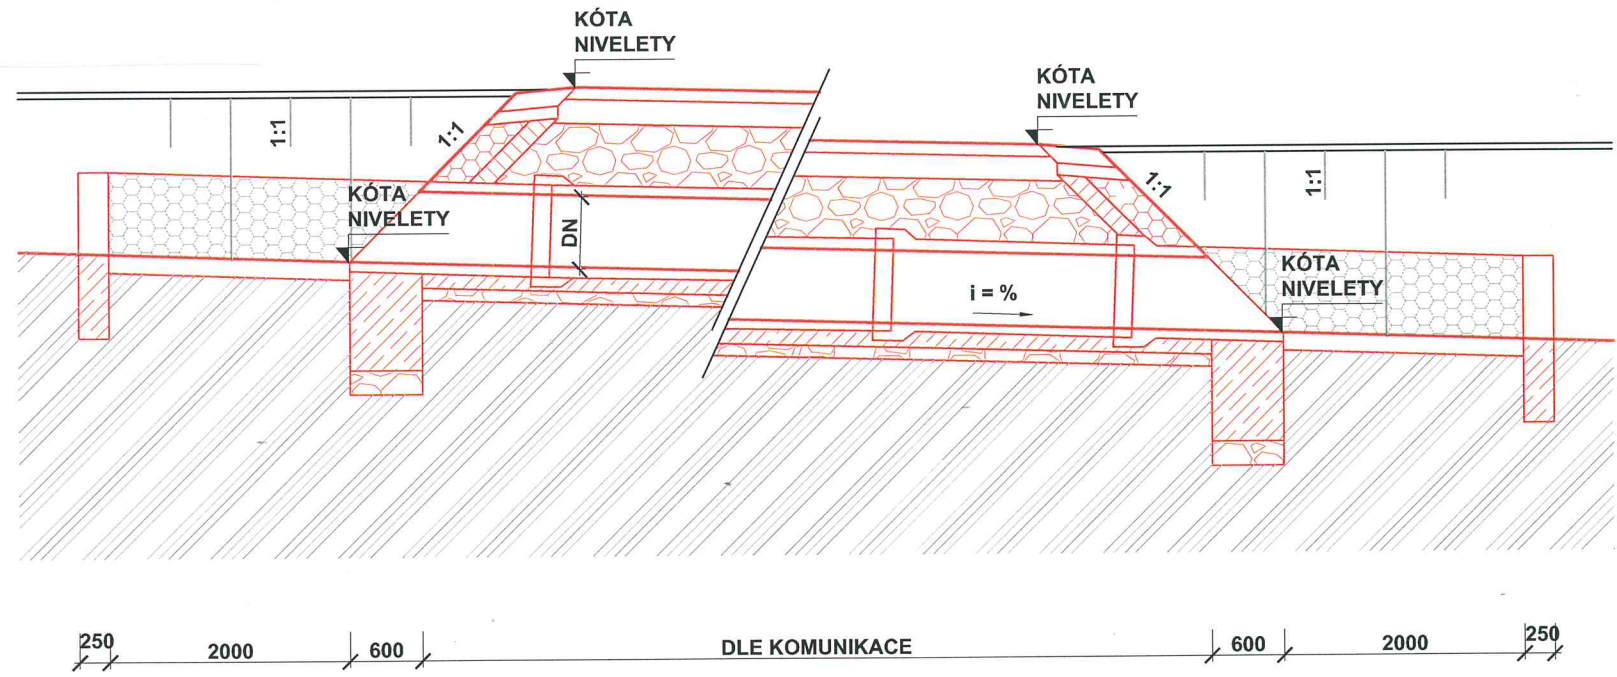 KÓTA
NIVELETY
KÓTA
NIVELETY
1:1
1:1
1:1
1:1
KÓTA
NIVELETY
DN
KÓTA
NIVELETY
i = %
250
2000
600
DLE KOMUNIKACE
600
2000
250